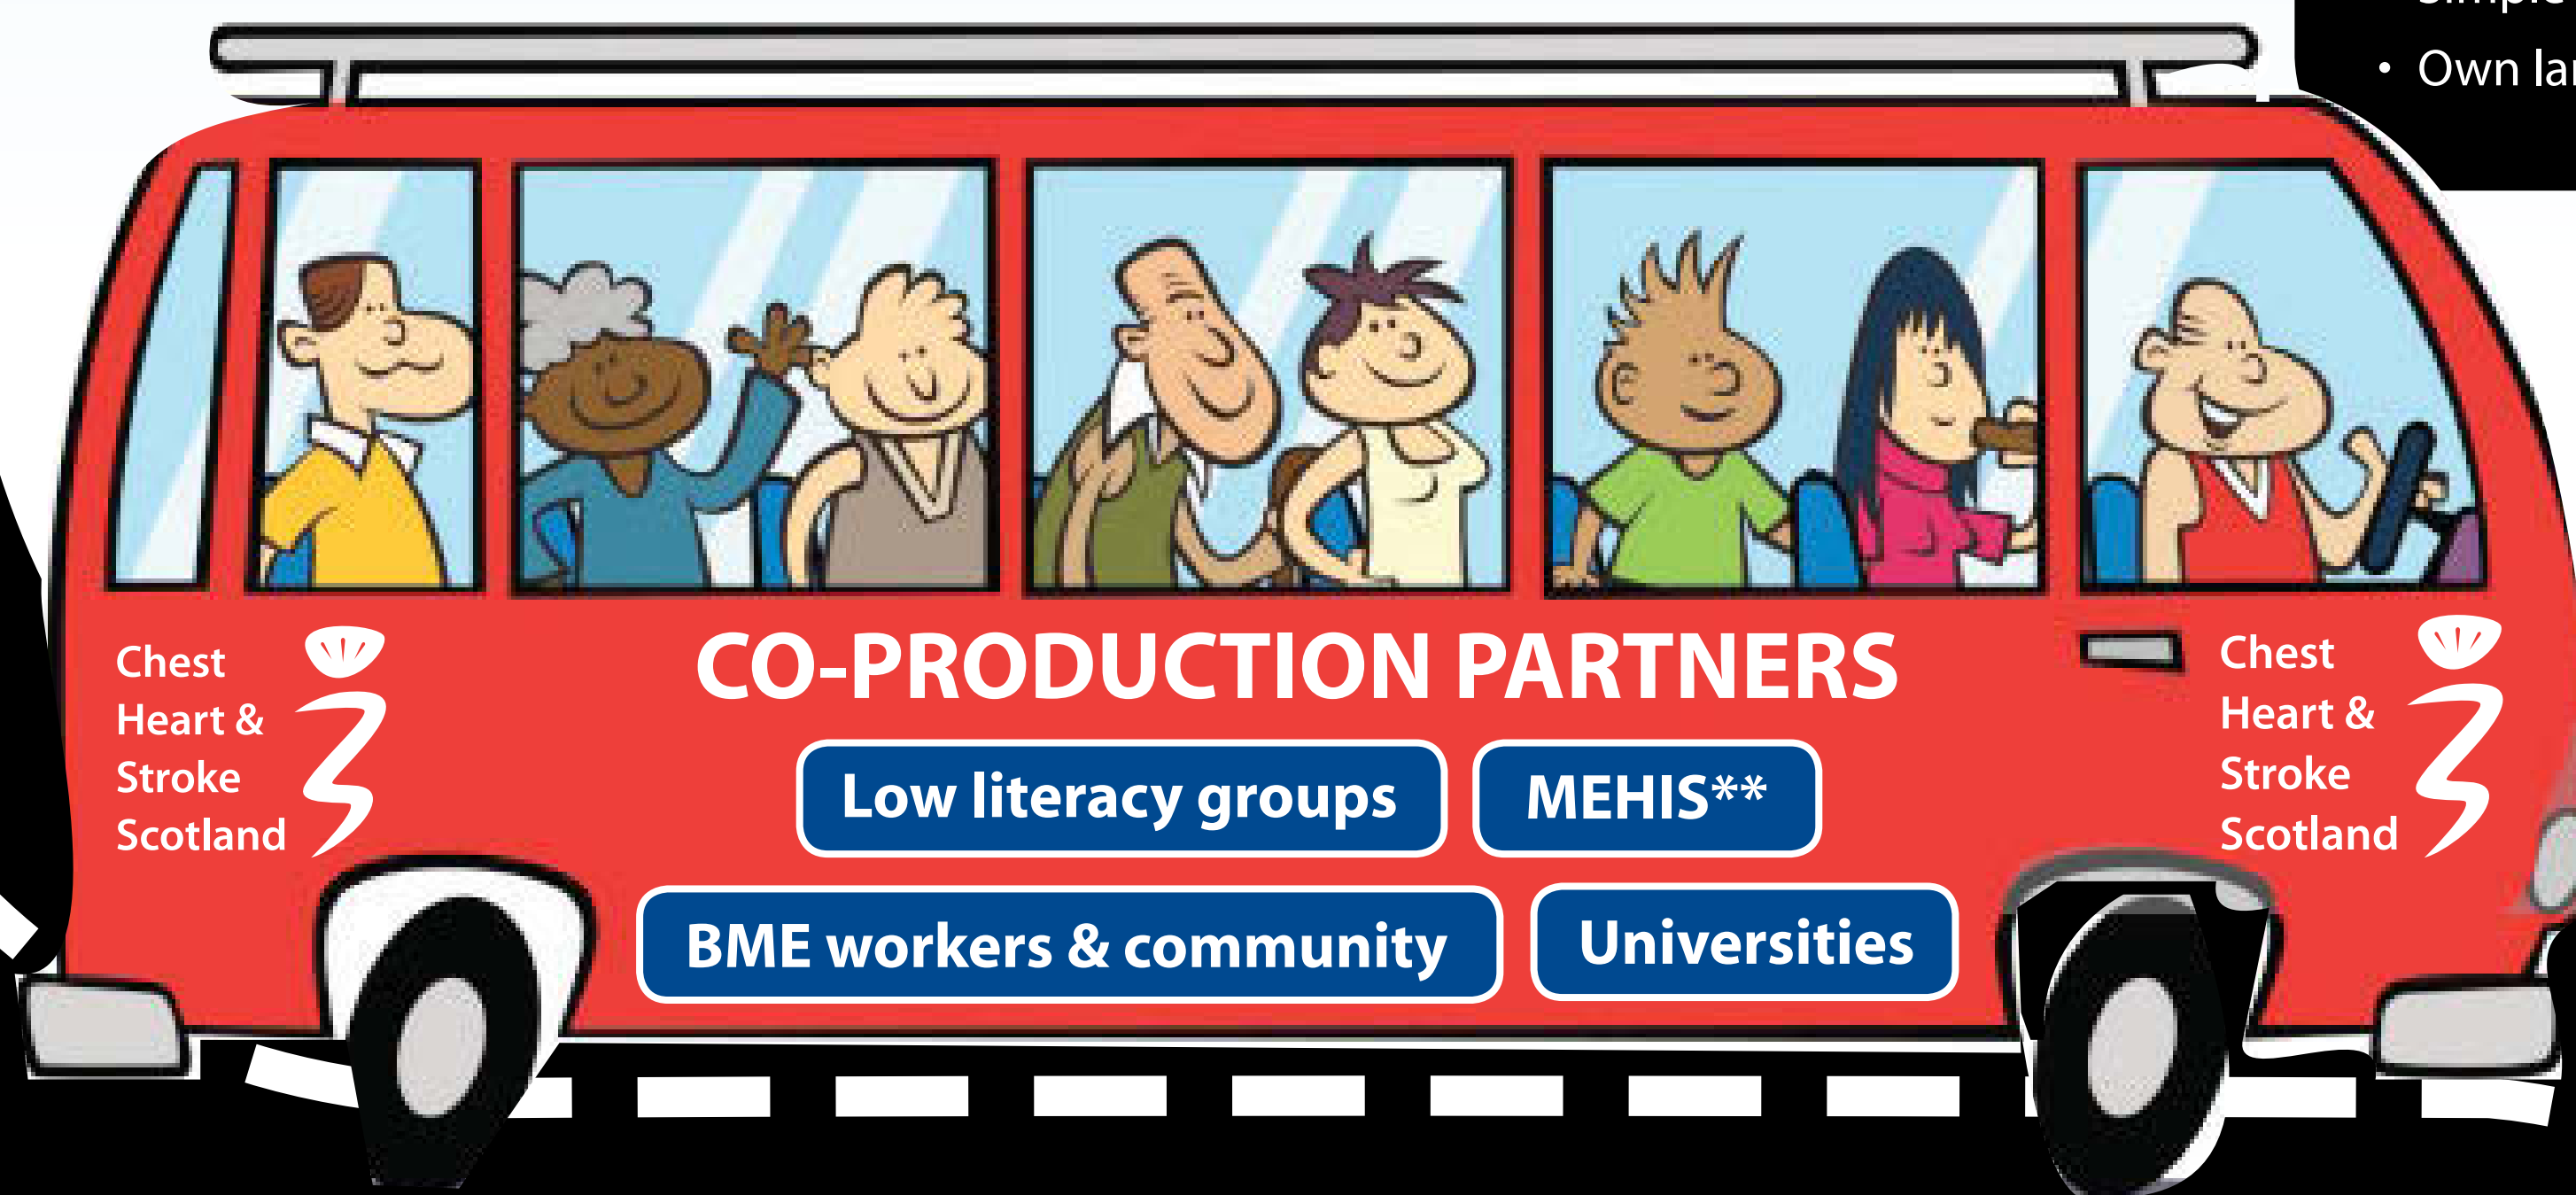 • Own
CO-PRODUCTION PARTNERS
Chest
Heart &
Stroke
Scotland
Low literacy groups
MEHIS**
BME workers & community
Universities
Chest
Heart &
Stroke
Scotland